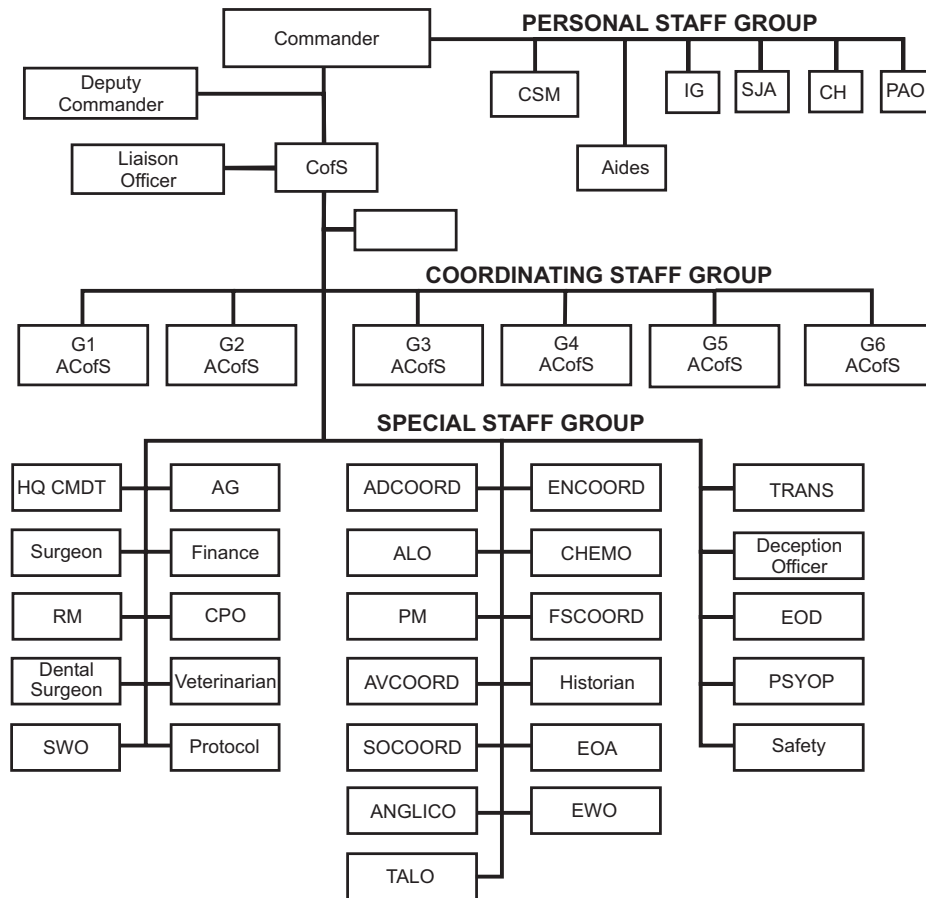 Commander
PERSONAL STAFF GROUP
CSM
IG
SJA
CH
PAO
Aides
Deputy
Commander
Liaison
Officer
CofS
COORDINATING STAFF GROUP
G1
ACofS
G2
ACofS
G3
ACofS
G4
ACofS
G5
ACofS
G6
ACofS
SPECIAL STAFF GROUP
HQ CMDT
AG
Surgeon
Finance
RM
CPO
Dental
Surgeon
Veterinarian
SWO
Protocol
ADCOORD
ENCOORD
ALO
CHEMO
PM
FSCOORD
AVCOORD
Historian
SOCOORD
EOA
ANGLICO
EWO
TALO
TRANS
Deception
Officer
EOD
PSYOP
Safety